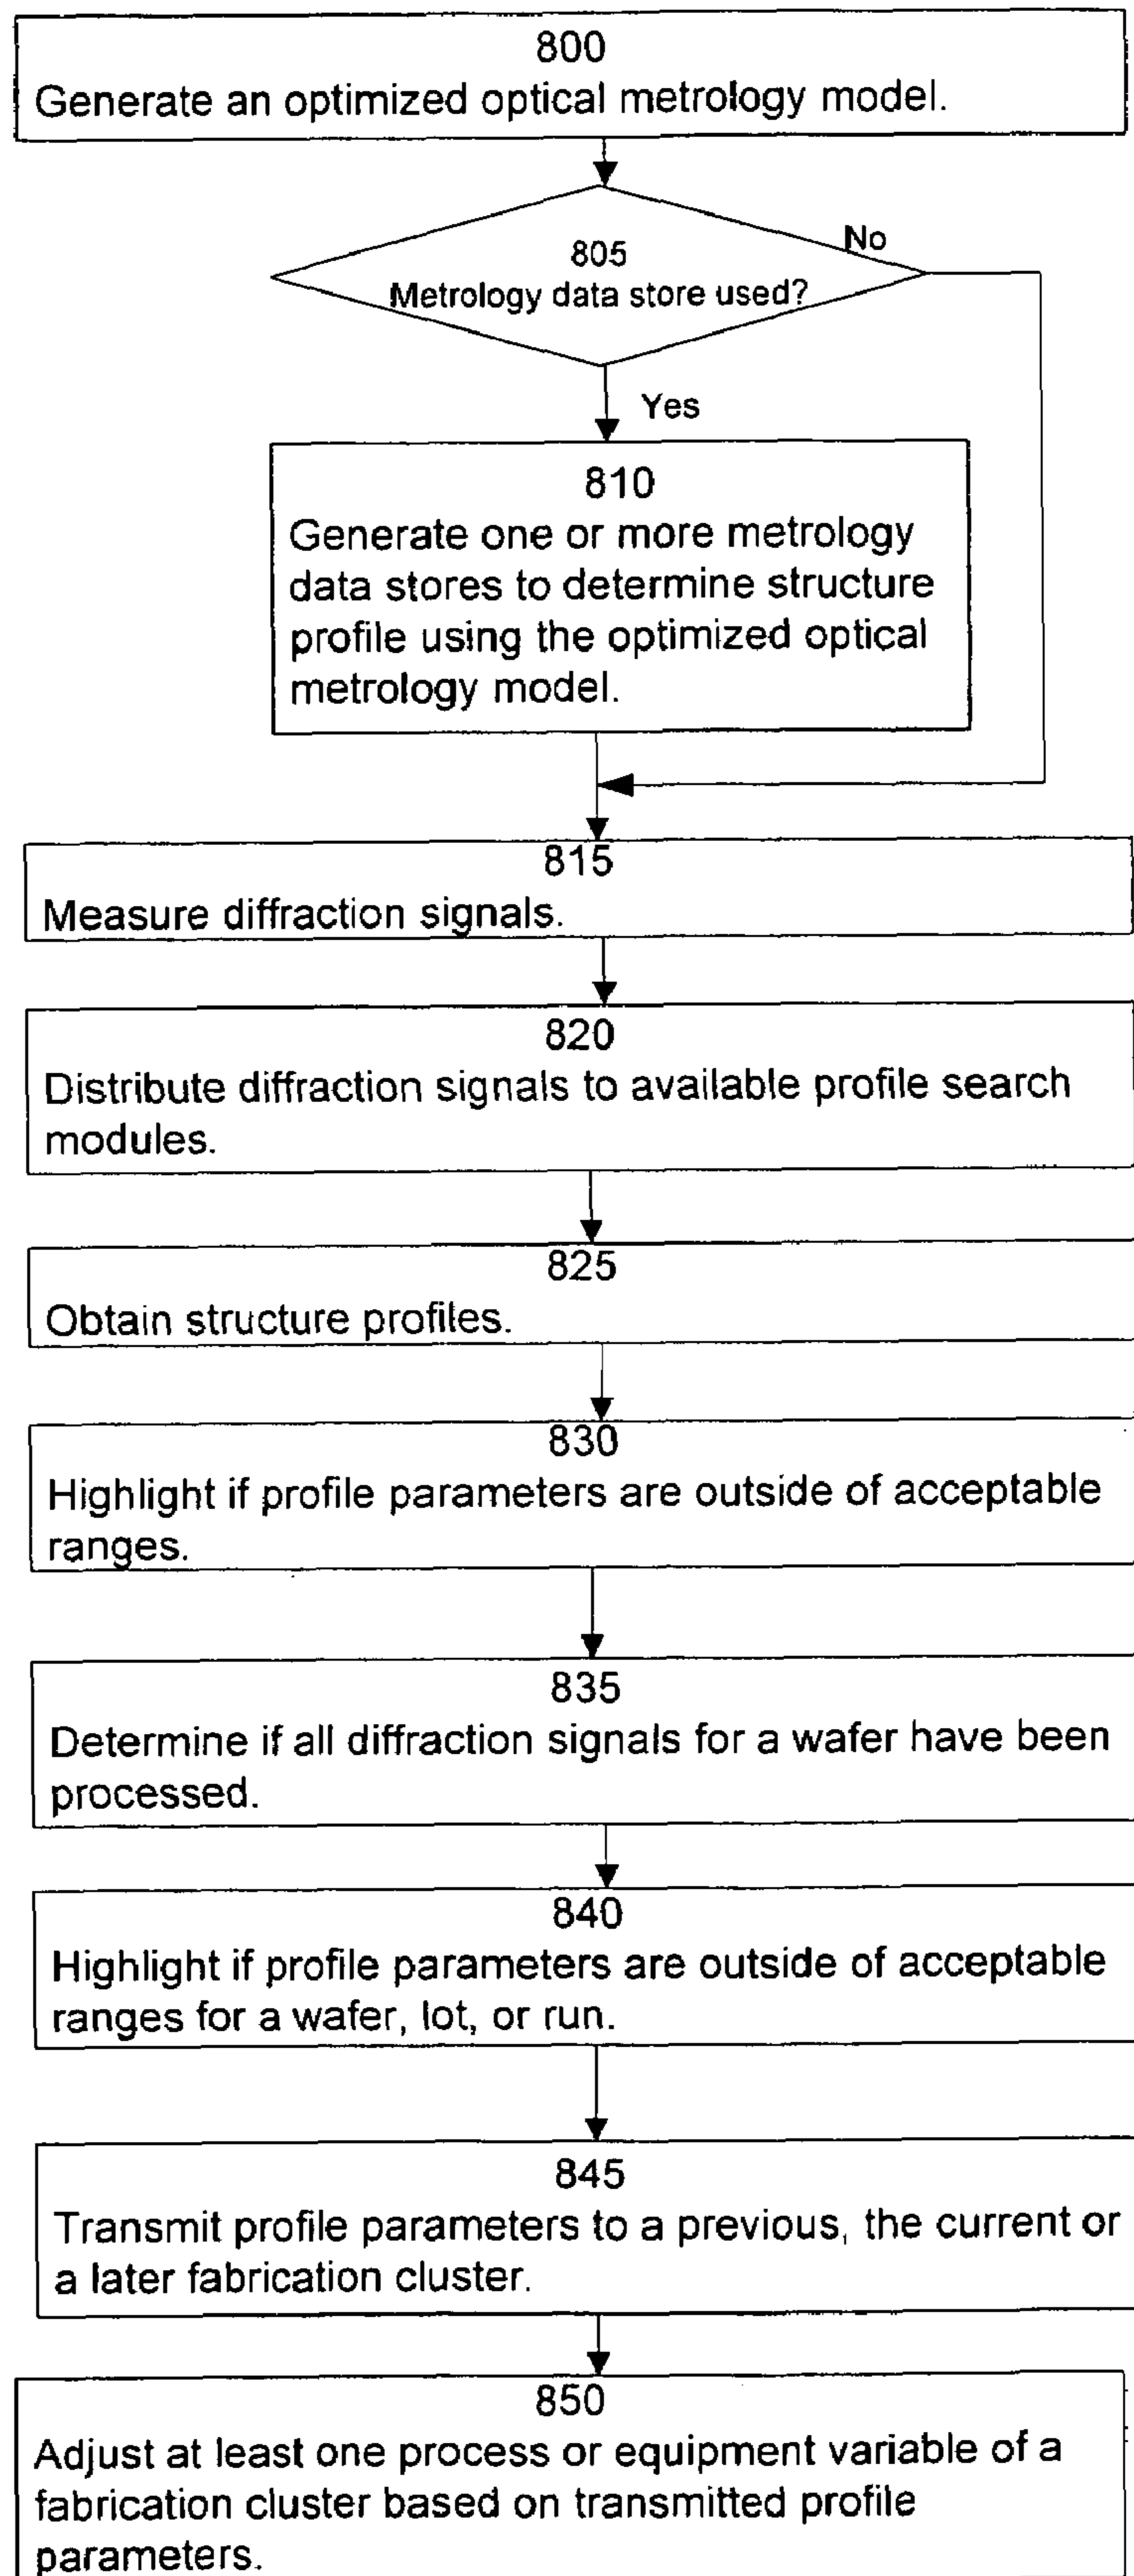 800
Generate an optimized optical metrology model.
805
Metrology data store used?
No
Yes
810
Generate one or more metrology
data stores to determine structure
profile using the optimized optical
metrology model.
815
Measure diffraction signals.
820
Distribute diffraction signals to available profile search
modules.
825
Obtain structure profiles.
830
Highlight if profile parameters are outside of acceptable
ranges.
835
Determine if all diffraction signals for a wafer have been
processed.
840
Highlight if profile parameters are outside of acceptable
ranges for a wafer, lot, or run.
845
Transmit profile parameters to a previous, the current or
a later fabrication cluster.
850
Adjust at least one process or equipment variable of a
fabrication cluster based on transmitted profile
parameters.